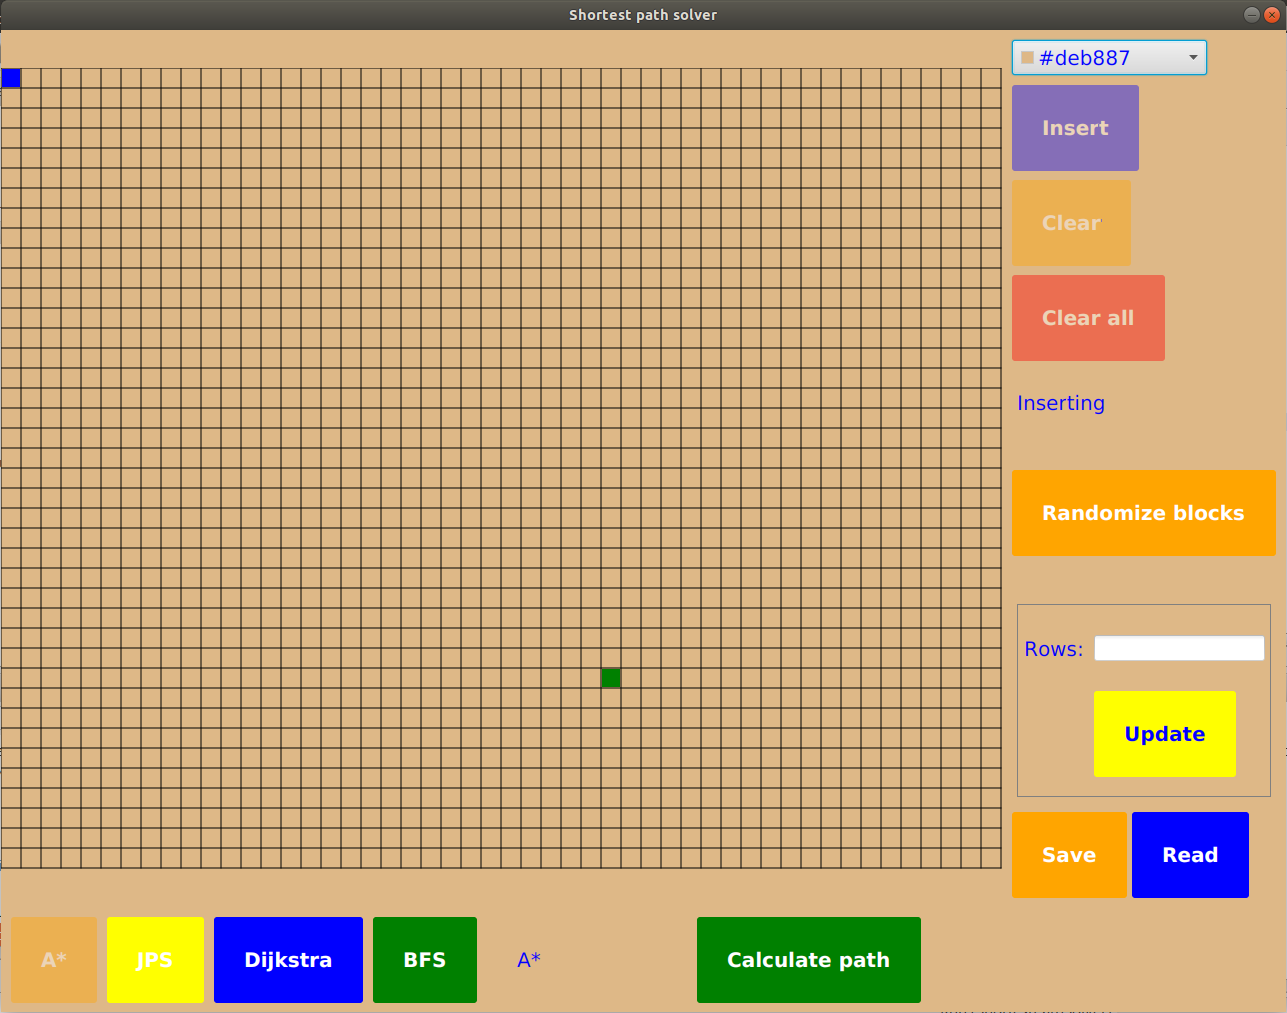 Shortest path solver
#deb887
Insert
Clear
Clear all
Inserting
Randomize blocks
Rows:
Update
Save Read
A* JPS Dijkstra BFS A* Calculate path